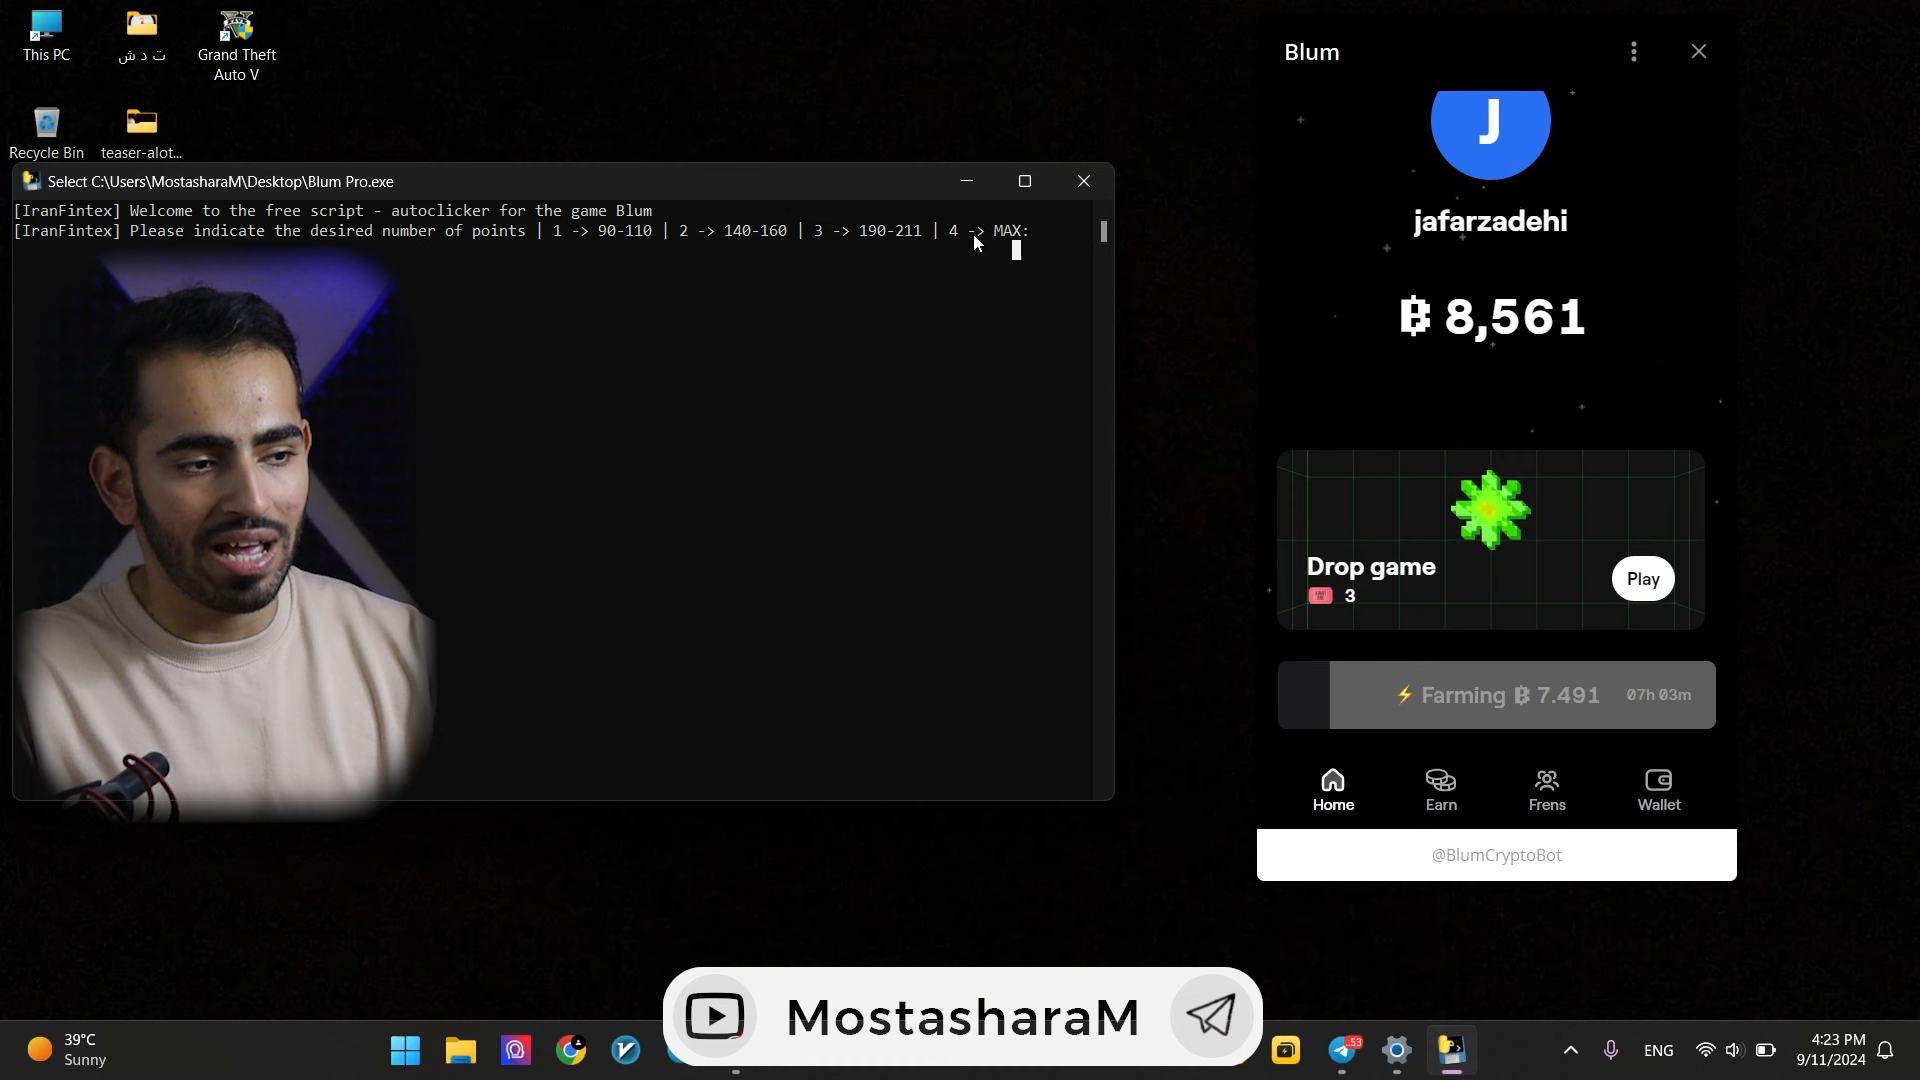 This PC
ت د ش
Grand Theft
Auto V
Recycle Bin
teaser-alot...
Select C:\Users\MostasharaM\Desktop\Blum Pro.exe
[IranFintex] Welcome to the free script - autoclicker for the game Blum
[IranFintex] Please indicate the desired number of points | 1 -> 90-110 | 2 -> 140-160 | 3 -> 190-211 | 4 -> MAX:
Blum
J
jafarzadehi
8,561
Drop game
3
Play
Farming 7.491
07h 03m
Home
Earn
Frens
Wallet
@BlumCryptoBot
MostasharaM
39°C
Sunny
..53
ENG
4:23 PM
9/11/2024